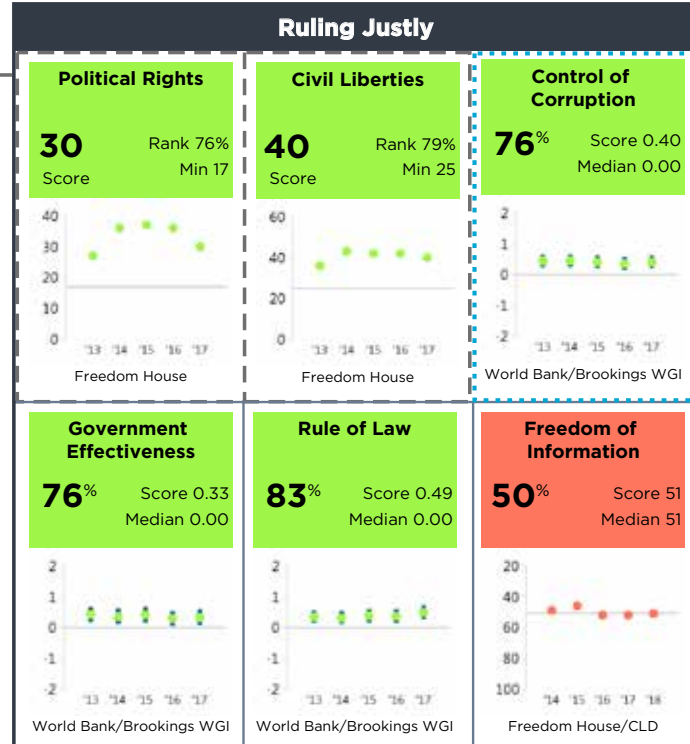 Ruling Justly
Political Rights
30
Score
Rank 76%
Min 17
40
30
20
10
0
'13 '14 '15 '16 '17
Freedom House
Civil Liberties
40
Score
Rank 79%
Min 25
60
40
20
0
'13 '14 '15 '16 '17
Freedom House
Control of
Corruption
76%
Score 0.40
Median 0.00
2
1
0
-1
-2
'13 '14 '15 '16 '17
World Bank/Brookings WGI
Government
Effectiveness
76%
Score 0.33
Median 0.00
2
1
0
-1
-2
'13 '14 '15 '16 '17
World Bank/Brookings WGI
Rule of Law
83%
Score 0.49
Median 0.00
2
1
0
-1
-2
'13 '14 '15 '16 '17
World Bank/Brookings WGI
Freedom of
Information
50%
Score 51
Median 51
20
40
60
80
100
'14 '15 '16 '17 '18
Freedom House/CLD